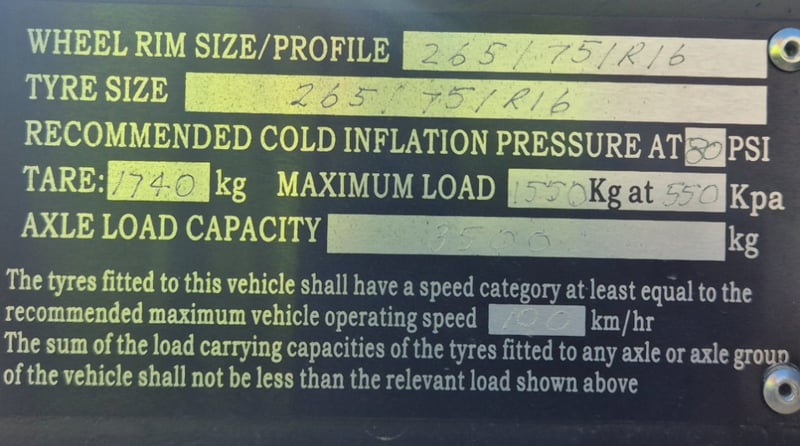 WHEEL RIM SIZE/PROFILE 265/75/R16
TYRE SIZE 265/75/R16
RECOMMENDED COLD INFLATION PRESSURE AT 80 PSI
TARE: 1740 kg MAXIMUM LOAD 1550 Kg at 550 Kpa
AXLE LOAD CAPACITY 3500 kg
The tyres fitted to this vehicle shall have a speed category at least equal to the
recommended maximum vehicle operating speed 100 km/hr
The sum of the load carrying capacities of the tyres fitted to any axle or axle group
of the vehicle shall not be less than the relevant load shown above